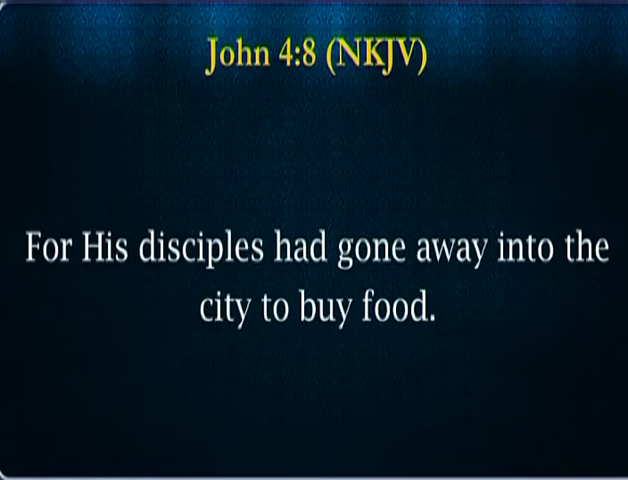 John 4:8 (NKJV)
For His disciples had gone away into the
city to buy food.